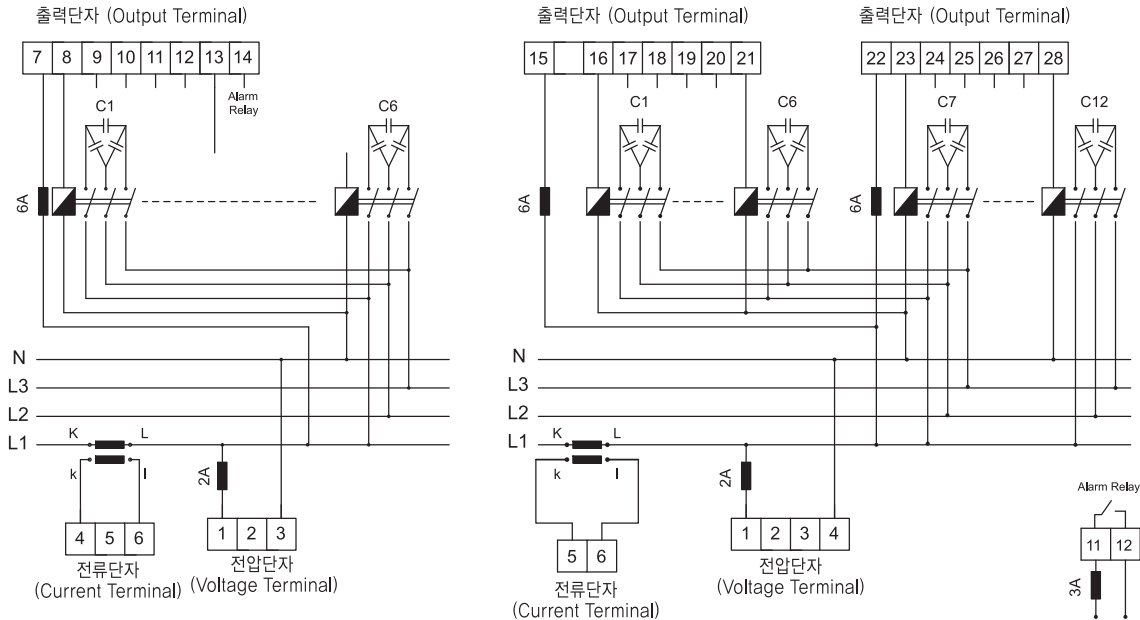 출력단자 (Output Terminal)
7 8 9 10 11 12 13 14
Alarm
Relay
C1
C6
6A
N
L3
L2
L1
K L
k l
2A
4 5 6
전류단자
(Current Terminal)
1 2 3
전압단자
(Voltage Terminal)
출력단자 (Output Terminal)
15 16 17 18 19 20 21
출력단자 (Output Terminal)
22 23 24 25 26 27 28
C1
C6
C7
C12
6A
6A
N
L3
L2
L1
K L
k l
2A
5 6
전류단자
(Current Terminal)
1 2 3 4
전압단자
(Voltage Terminal)
Alarm Relay
11 12
3A